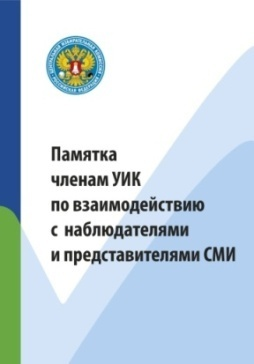 Памятка
членам УИК
по взаимодействию
с наблюдателями
и представителями СМИ